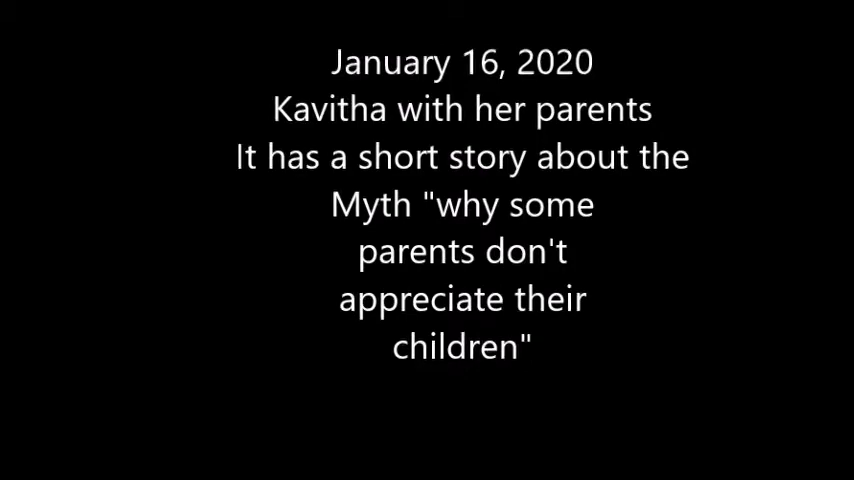 January 16, 2020
Kavitha with her parents
It has a short story about the
Myth "why some
parents don't
appreciate their
children"